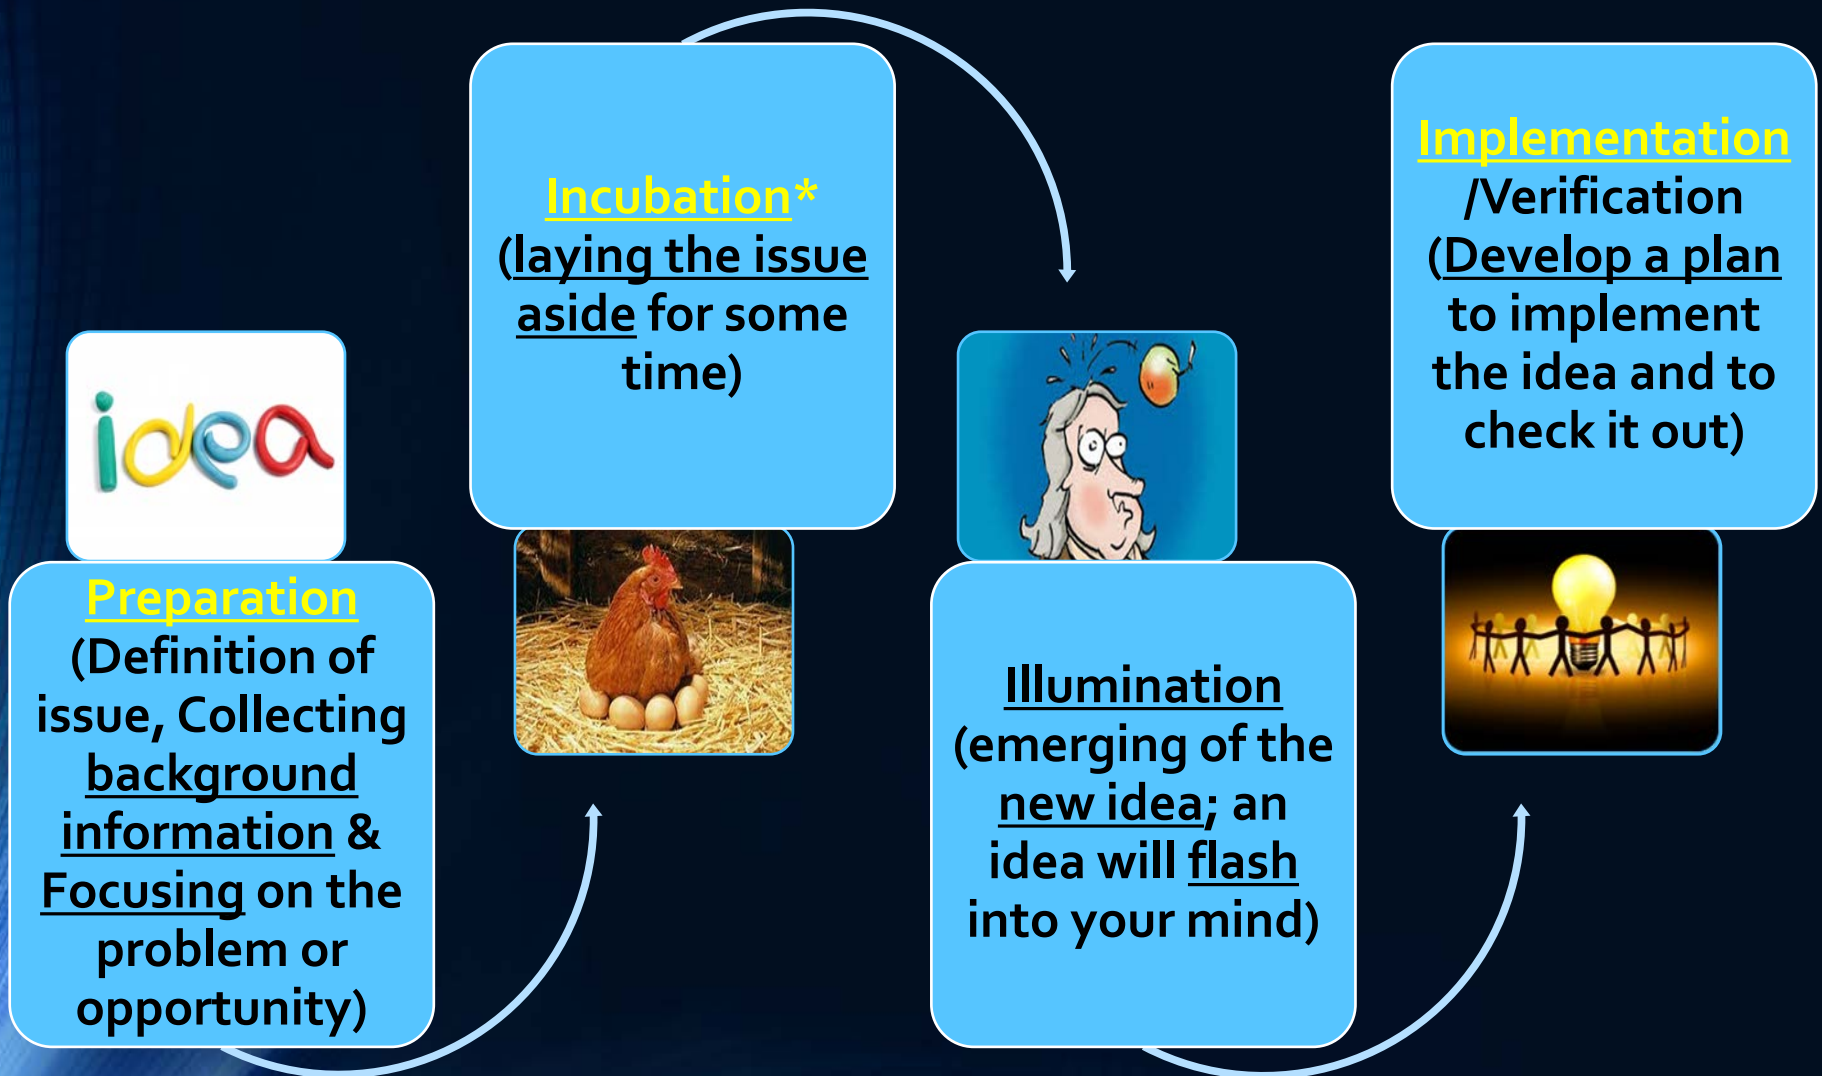 idea
Preparation
(Definition of
issue, Collecting
background
information &
Focusing on the
problem or
opportunity)
Incubation*
(laying the issue
aside for some
time)
Illumination
(emerging of the
new idea; an
idea will flash
into your mind)
Implementation
/Verification
(Develop a plan
to implement
the idea and to
check it out)